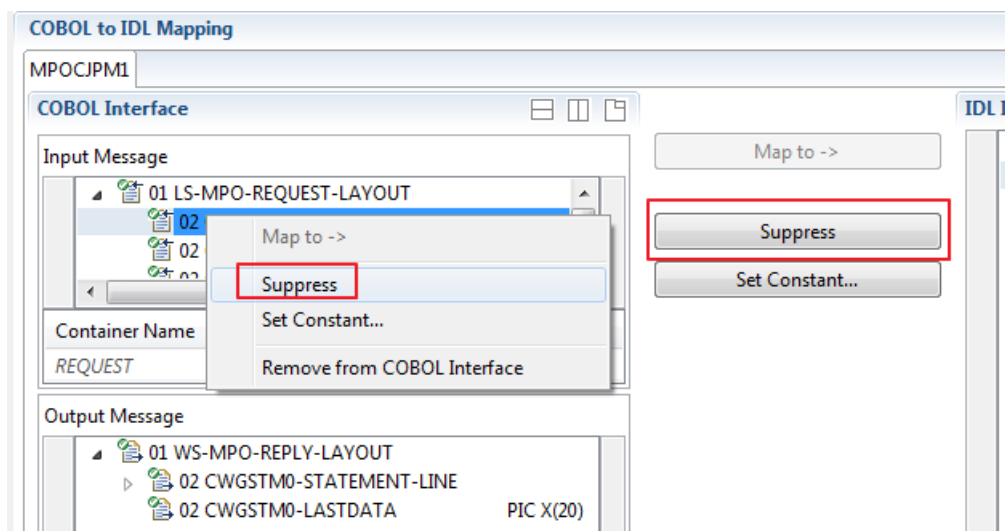 COBOL to IDL Mapping
MPOCJPM1
COBOL Interface
IDL
Input Message
Map to ->
01 LS-MPO-REQUEST-LAYOUT
02
Map to ->
Suppress
02
02
Suppress
Set Constant...
Set Constant...
Container Name
REQUEST
Remove from COBOL Interface
Output Message
01 WS-MPO-REPLY-LAYOUT
02 CWGSTM0-STATEMENT-LINE
02 CWGSTM0-LASTDATA PIC X(20)